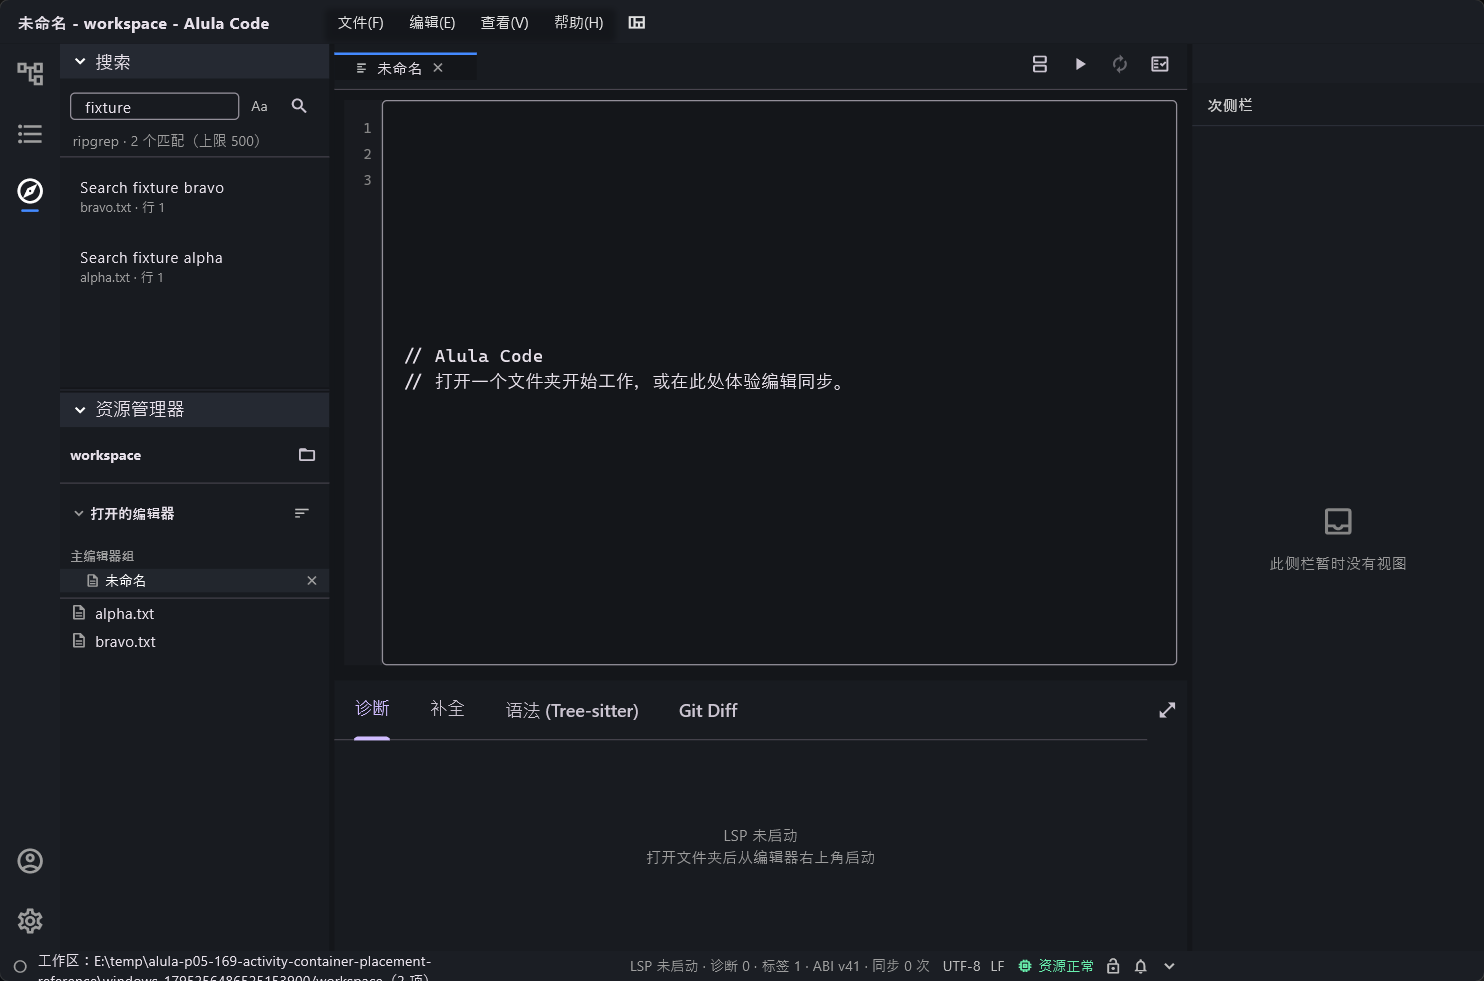 未命名 - workspace - Alula Code
文件(F) 编辑(E) 查看(V) 帮助(H)
搜索
fixture Aa
ripgrep · 2 个匹配（上限 500）
Search fixture bravo
bravo.txt · 行 1
Search fixture alpha
alpha.txt · 行 1
资源管理器
workspace
打开的编辑器
主编辑器组
未命名
alpha.txt
bravo.txt
未命名
1
2
3
// Alula Code
// 打开一个文件夹开始工作，或在此处体验编辑同步。
诊断 补全 语法 (Tree-sitter) Git Diff
LSP 未启动
打开文件夹后从编辑器右上角启动
次侧栏
此侧栏暂时没有视图
工作区：E:\temp\alula-p05-169-activity-container-placement-
LSP 未启动 · 诊断 0 · 标签 1 · ABI v41 · 同步 0 次 UTF-8 LF 资源正常